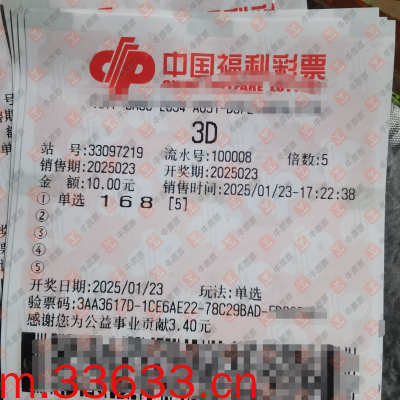 中国福利彩票
3D
站 号:33097219 流水号:100008 倍数:5
销售期:2025023 开奖期:2025023
金 额:10.00元 销售时间:2025/01/23-17:22:38
① 单选 1 6 8 [5]
②
③
④
⑤
开奖日期:2025/01/23 玩法:单选
验票码:3AA3617D-1CE6AE22-78C29BAD-
感谢您为公益事业贡献3.40元
m.33633.cn